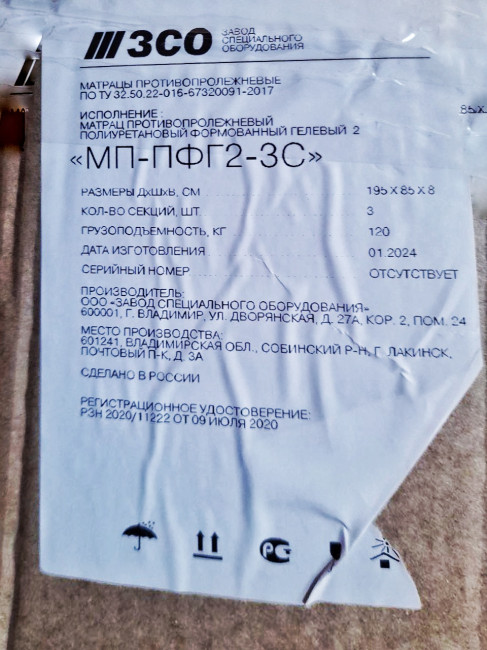 ЗСО
ЗАВОД
СПЕЦИАЛЬНОГО
ОБОРУДОВАНИЯ
МАТРАЦЫ ПРОТИВОПРОЛЕЖНЕВЫЕ
ПО ТУ 32.50.22-016-67320091-2017
ИСПОЛНЕНИЕ:
МАТРАЦ ПРОТИВОПРОЛЕЖНЕВЫЙ
ПОЛИУРЕТАНОВЫЙ ФОРМОВАННЫЙ ГЕЛЕВЫЙ 2
«МП-ПФГ2-3С»
РАЗМЕРЫ ДхШхВ, СМ 195 X 85 X 8
КОЛ-ВО СЕКЦИЙ, ШТ. 3
ГРУЗОПОДЪЕМНОСТЬ, КГ 120
ДАТА ИЗГОТОВЛЕНИЯ 01.2024
СЕРИЙНЫЙ НОМЕР ОТСУТСТВУЕТ
ПРОИЗВОДИТЕЛЬ:
ООО «ЗАВОД СПЕЦИАЛЬНОГО ОБОРУДОВАНИЯ»
600001, Г. ВЛАДИМИР, УЛ. ДВОРЯНСКАЯ, Д. 27А, КОР. 2, ПОМ. 24
МЕСТО ПРОИЗВОДСТВА:
601241, ВЛАДИМИРСКАЯ ОБЛ., СОБИНСКИЙ Р-Н, Г. ЛАКИНСК,
ПОЧТОВЫЙ П-К, Д. 3А
СДЕЛАНО В РОССИИ
РЕГИСТРАЦИОННОЕ УДОСТОВЕРЕНИЕ:
РЗН 2020/11222 ОТ 09 ИЮЛЯ 2020